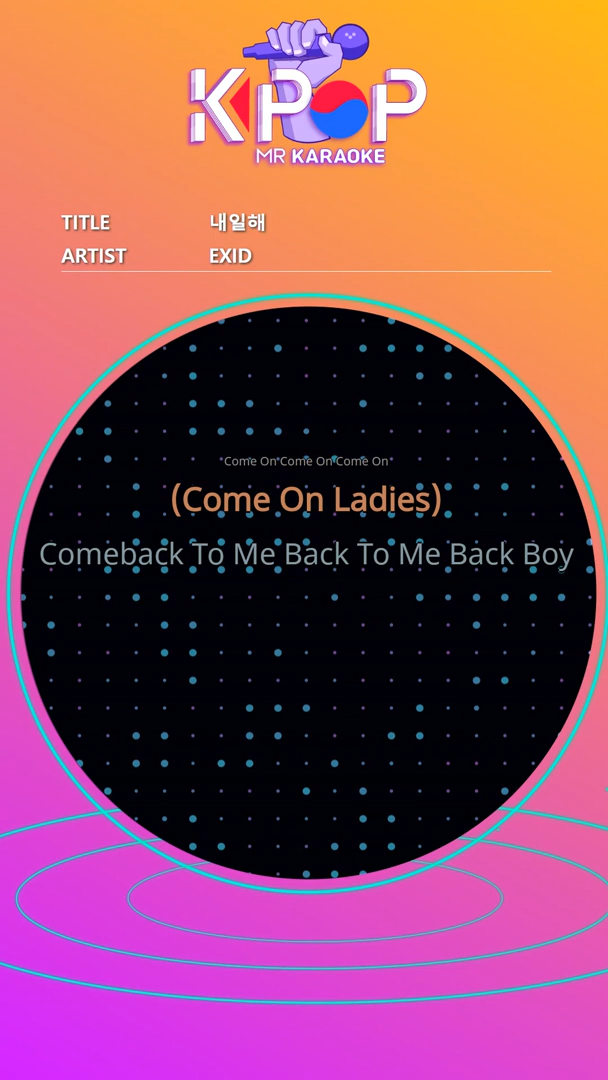 KPOP
MR KARAOKE
TITLE 내일해
ARTIST EXID
Come On Come On Come On
(Come On Ladies)
Comeback To Me Back To Me Back Boy